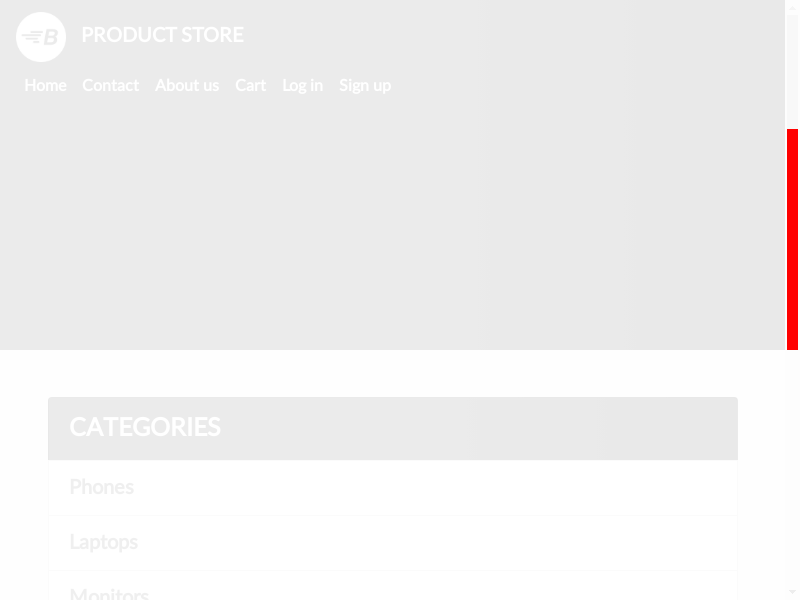 B
PRODUCT STORE
Home Contact About us Cart Log in Sign up
CATEGORIES
Phones
Laptops
Monitors